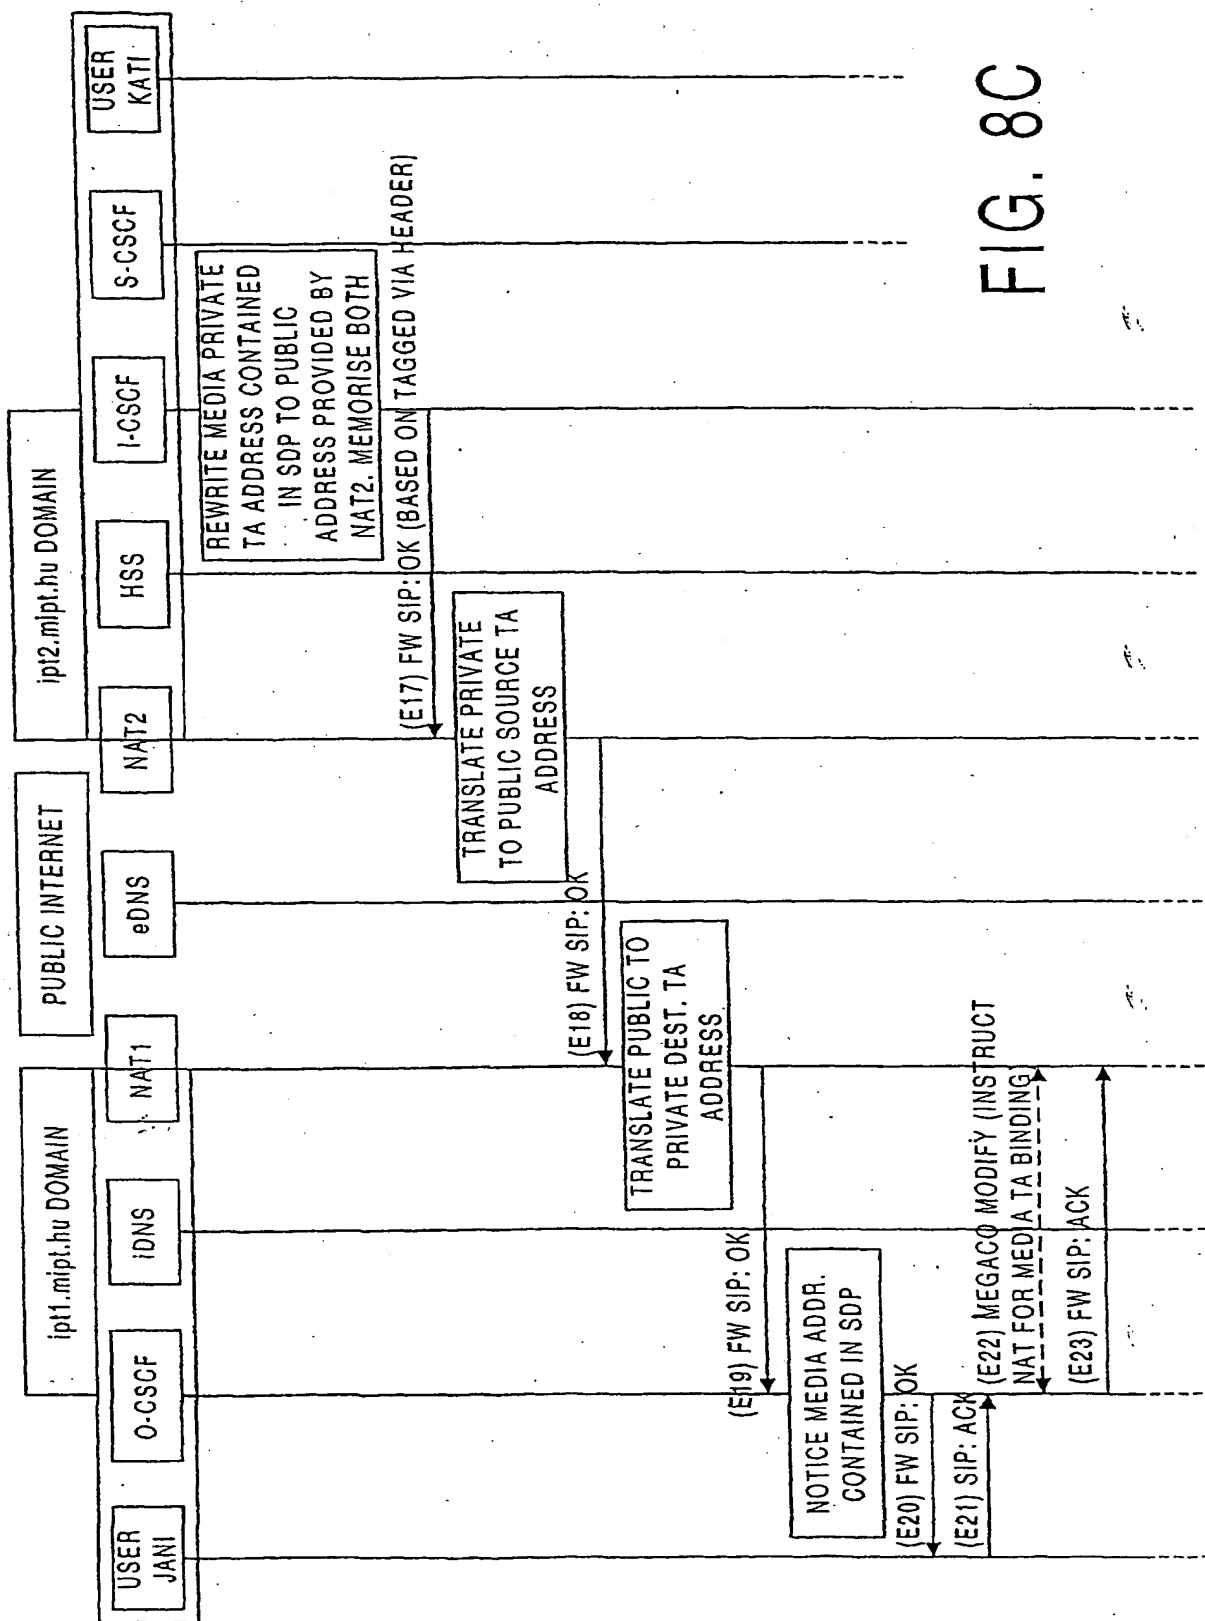 ipt1.mipt.hu DOMAIN
PUBLIC INTERNET
ipt2.mipt.hu DOMAIN
USER
JANI
O-CSCF
iDNS
NAT1
eDNS
NAT2
HSS
I-CSCF
S-CSCF
USER
KATI
REWRITE MEDIA PRIVATE
TA ADDRESS CONTAINED
IN SDP TO PUBLIC
ADDRESS PROVIDED BY
NAT2. MEMORISE BOTH
(E17) FW SIP: OK (BASED ON TAGGED VIA HEADER)
TRANSLATE PRIVATE
TO PUBLIC SOURCE TA
ADDRESS
(E18) FW SIP: OK
TRANSLATE PUBLIC TO
PRIVATE DEST. TA
ADDRESS
(E19) FW SIP: OK
NOTICE MEDIA ADDR.
CONTAINED IN SDP
(E20) FW SIP: OK
(E21) SIP: ACK
(E22) MEGACO MODIFY (INSTRUCT
NAT FOR MEDIA TA BINDING
(E23) FW SIP: ACK
FIG. 8C